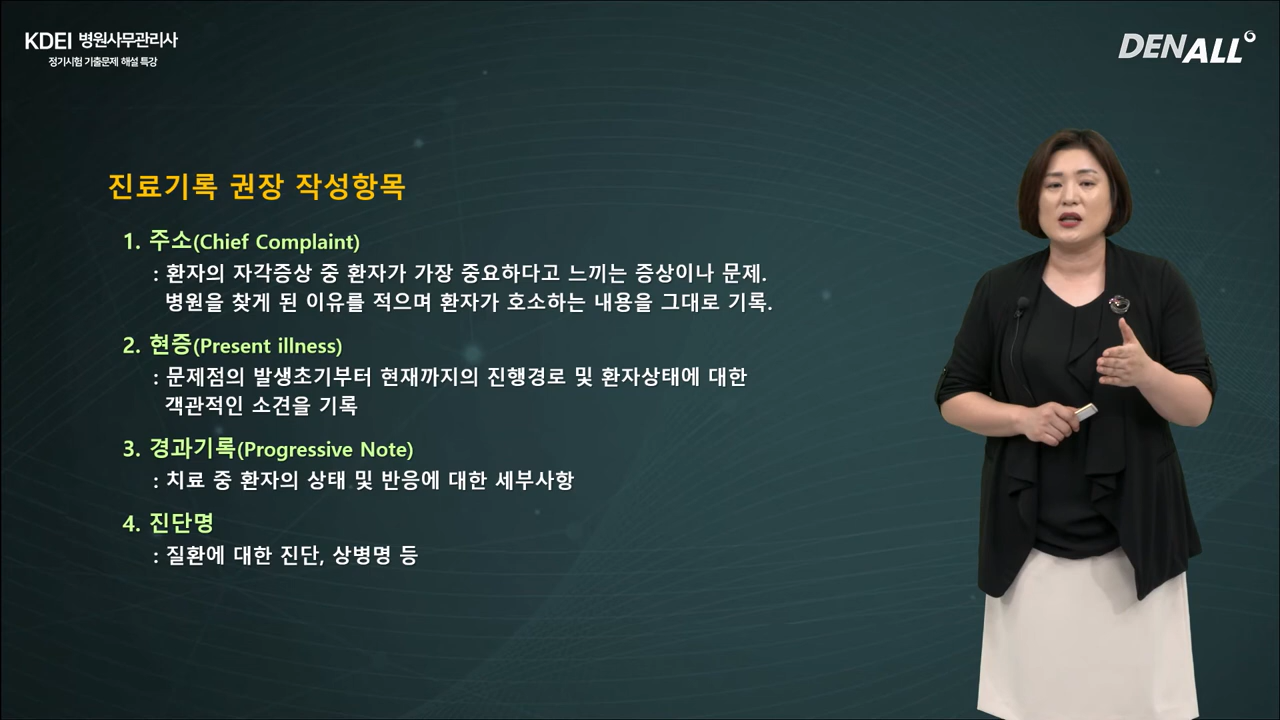 KDEI 병원사무관리사
정기시험 기출문제 해설 특강
DENALL
진료기록 권장 작성항목
1. 주소(Chief Complaint)
: 환자의 자각증상 중 환자가 가장 중요하다고 느끼는 증상이나 문제.
병원을 찾게 된 이유를 적으며 환자가 호소하는 내용을 그대로 기록.
2. 현증(Present illness)
: 문제점의 발생초기부터 현재까지의 진행경로 및 환자상태에 대한
객관적인 소견을 기록
3. 경과기록(Progressive Note)
: 치료 중 환자의 상태 및 반응에 대한 세부사항
4. 진단명
: 질환에 대한 진단, 상병명 등